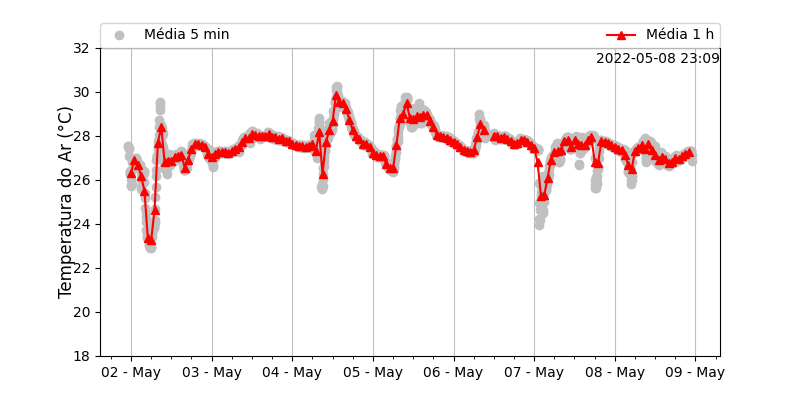 Média 5 min
Média 1 h
2022-05-08 23:09
Temperatura do Ar (°C)
32
30
28
26
24
22
20
18
02 - May
03 - May
04 - May
05 - May
06 - May
07 - May
08 - May
09 - May